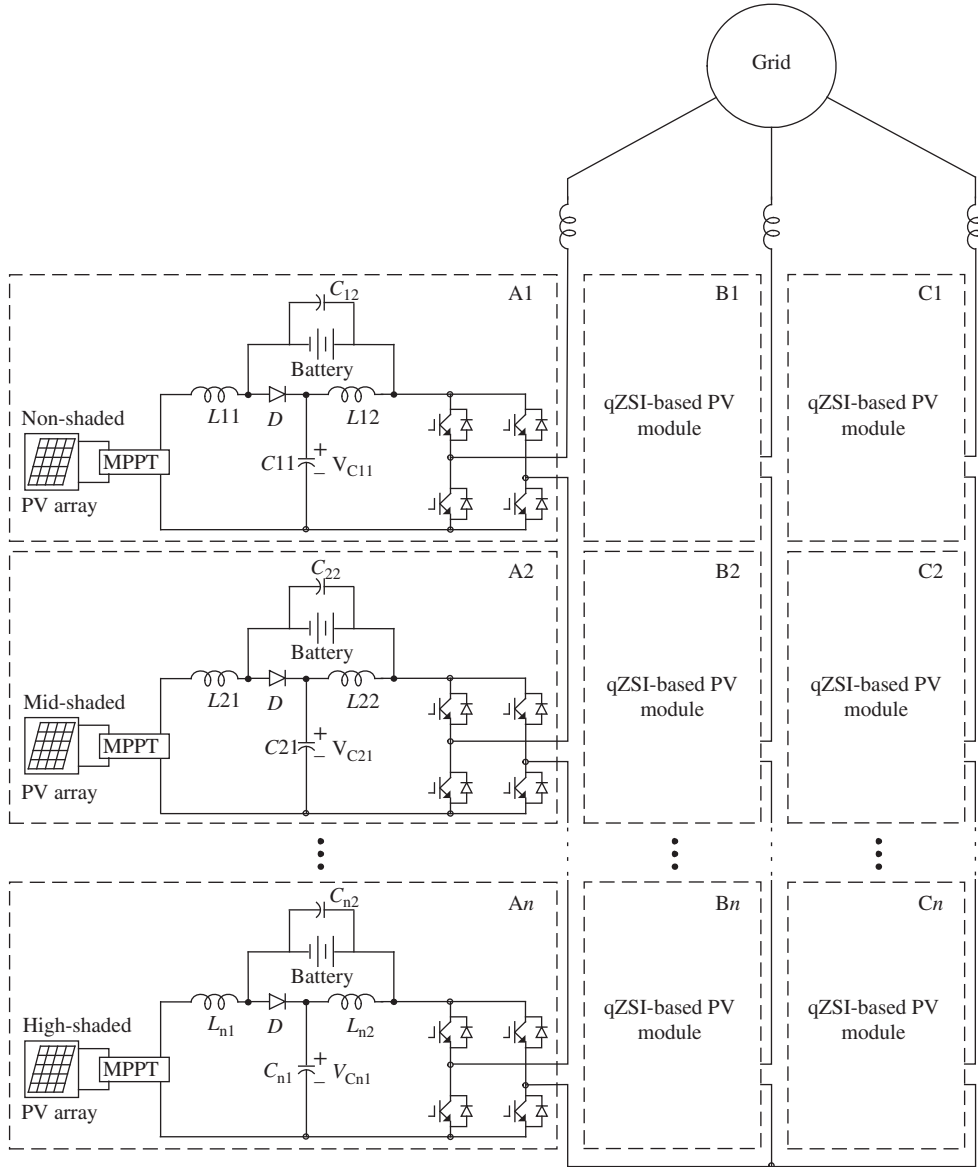 Grid
A1
C12
Battery
L11
D
L12
Non-shaded
MPPT
PV array
C11
+
−
VC11
B1
qZSI-based PV
module
C1
qZSI-based PV
module
A2
C22
Battery
L21
D
L22
Mid-shaded
MPPT
PV array
C21
+
−
VC21
B2
qZSI-based PV
module
C2
qZSI-based PV
module
An
Cn2
Battery
Ln1
D
Ln2
High-shaded
MPPT
PV array
Cn1
+
−
VCn1
Bn
qZSI-based PV
module
Cn
qZSI-based PV
module